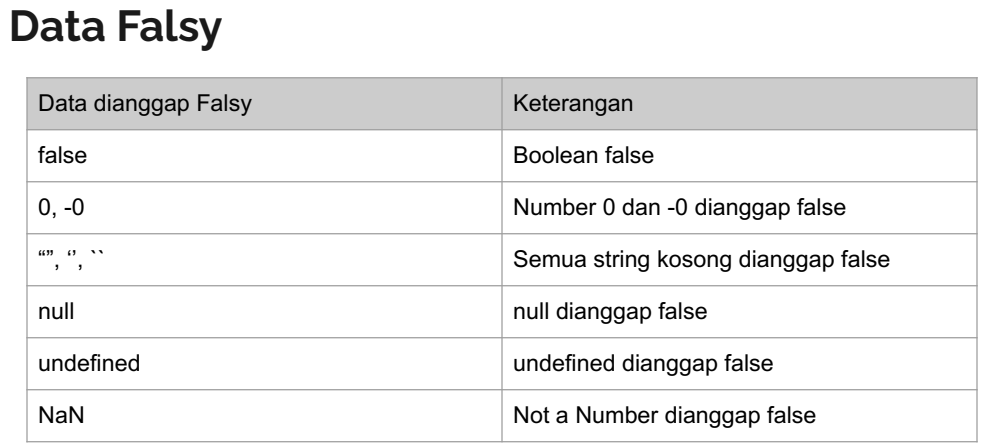 Data Falsy
Data dianggap Falsy Keterangan
false Boolean false
0, -0 Number 0 dan -0 dianggap false
“”, ‘’, `` Semua string kosong dianggap false
null null dianggap false
undefined undefined dianggap false
NaN Not a Number dianggap false